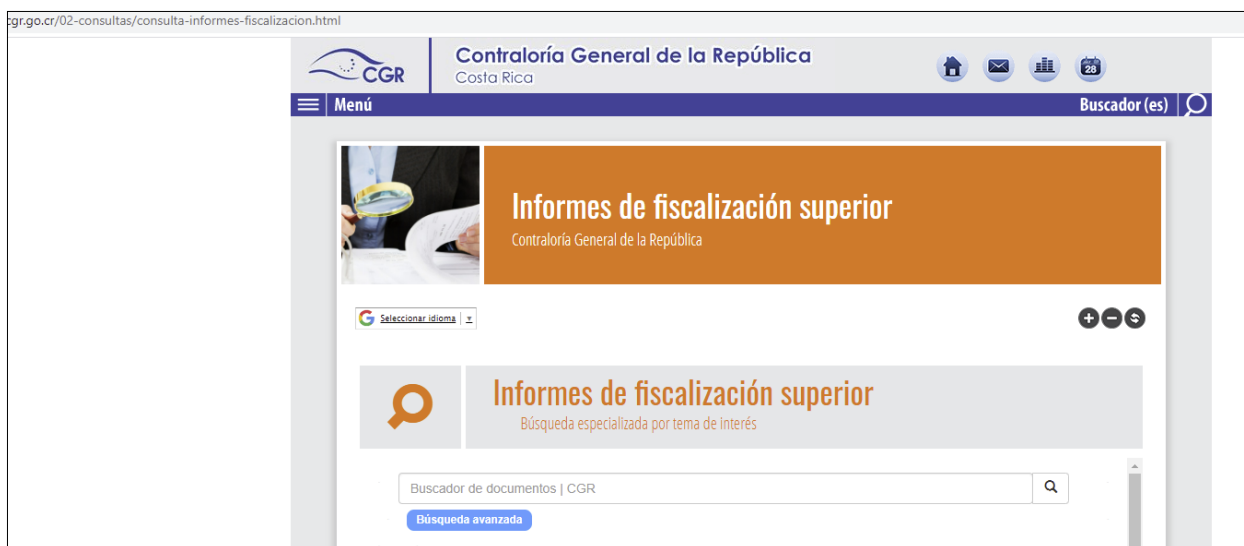 cgr.go.cr/02-consultas/consulta-informes-fiscalizacion.html
CGR
Contraloría General de la República
Costa Rica
28
Menú
Buscador (es)
Informes de fiscalización superior
Contraloría General de la República
G Seleccionar idioma
Informes de fiscalización superior
Búsqueda especializada por tema de interés
Buscador de documentos | CGR
Búsqueda avanzada